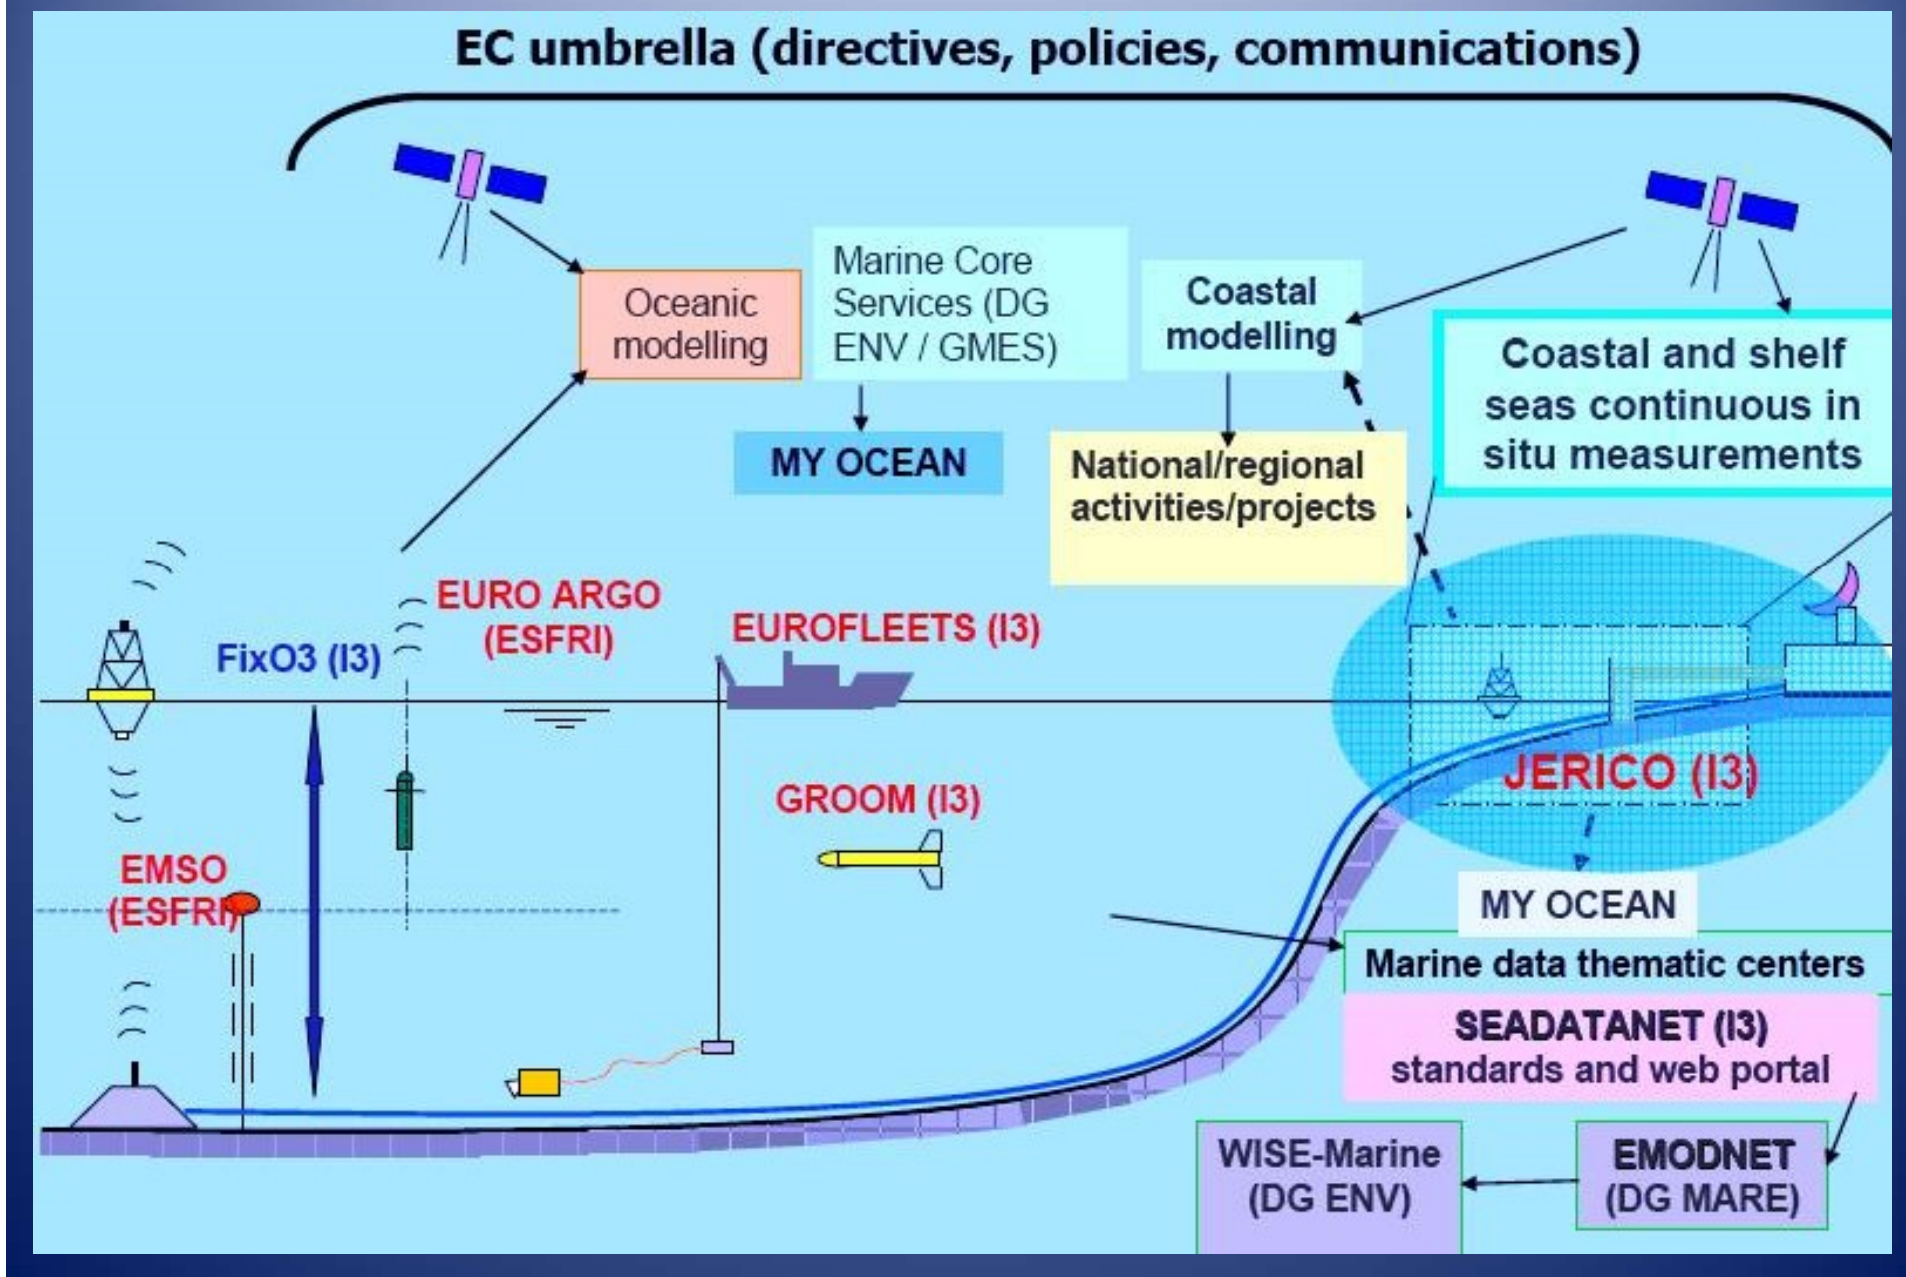 EC umbrella (directives, policies, communications)
Oceanic
modelling
Marine Core
Services (DG
ENV / GMES)
MY OCEAN
Coastal
modelling
National/regional
activities/projects
Coastal and shelf
seas continuous in
situ measurements
FixO3 (I3)
EURO ARGO
(ESFRI)
EUROFLEETS (I3)
GROOM (I3)
EMSO
(ESFRI)
JERICO (I3)
MY OCEAN
Marine data thematic centers
SEADATANET (I3)
standards and web portal
WISE-Marine
(DG ENV)
EMODNET
(DG MARE)